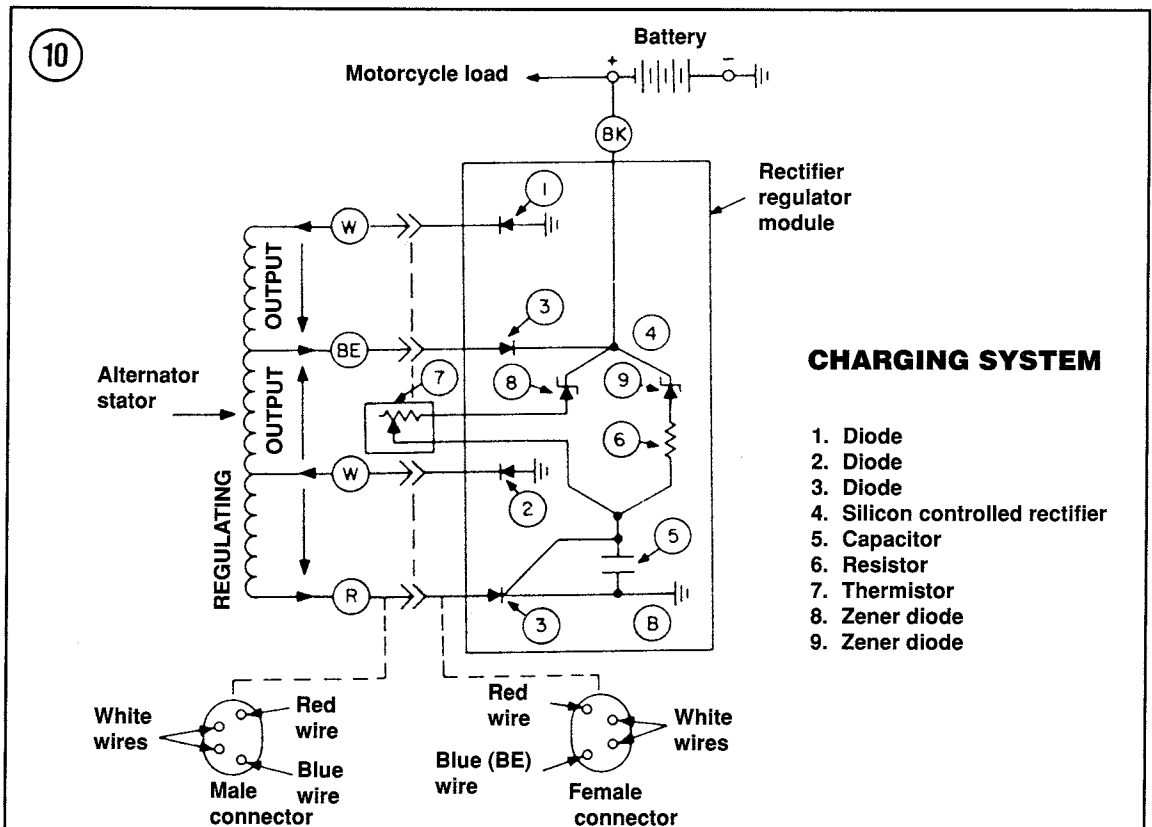 10
Battery
+
-
Motorcycle load
BK
Rectifier
regulator
module
1
W
OUTPUT
3
BE
4
Alternator
stator
7
8
9
OUTPUT
6
W
2
REGULATING
5
R
3
B
CHARGING SYSTEM
1. Diode
2. Diode
3. Diode
4. Silicon controlled rectifier
5. Capacitor
6. Resistor
7. Thermistor
8. Zener diode
9. Zener diode
White
wires
Red
wire
Blue
wire
Male
connector
Red
wire
Blue (BE)
wire
White
wires
Female
connector